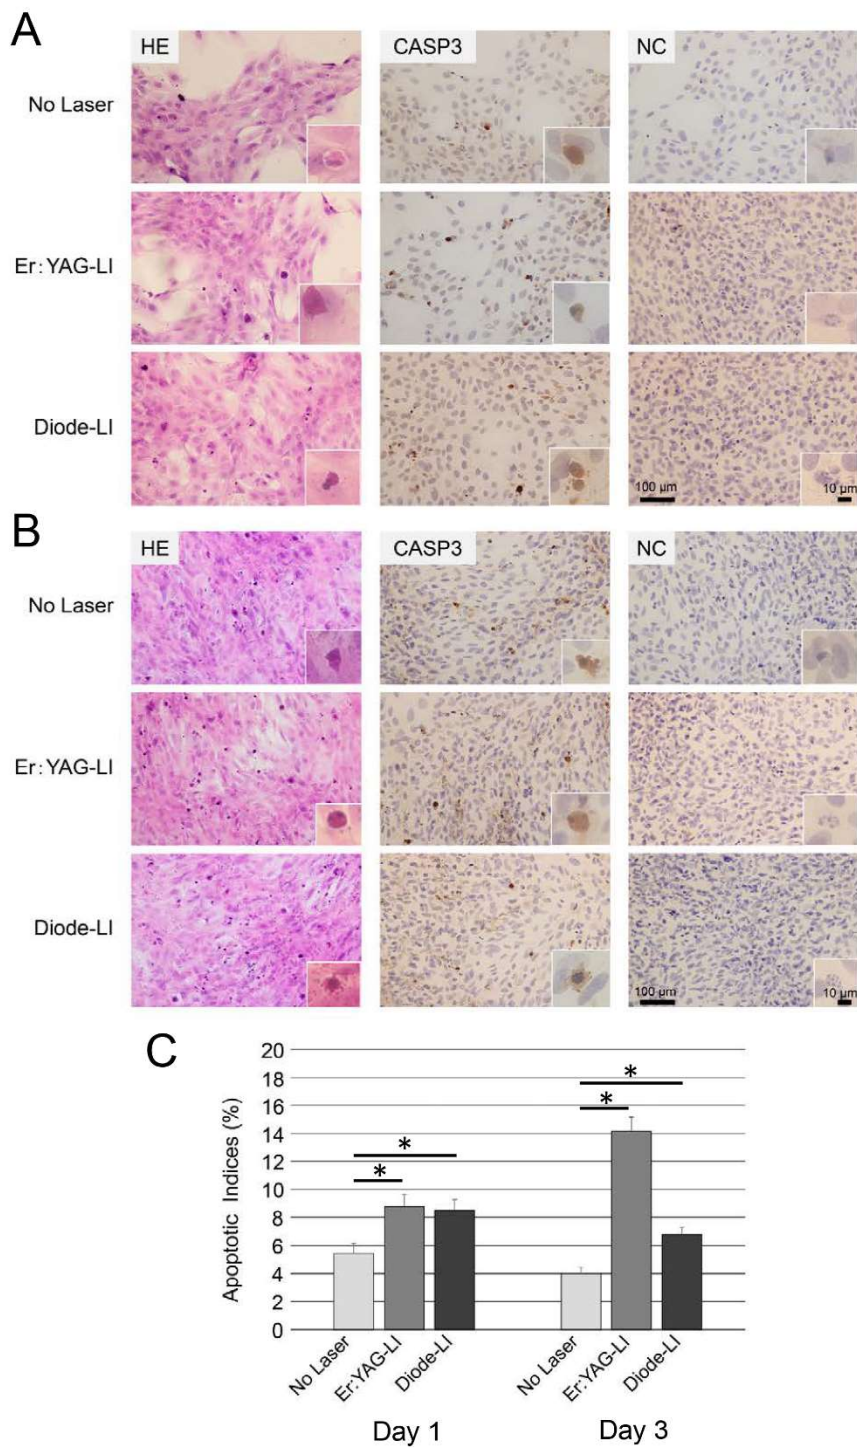 A
HE CASP3 NC
No Laser
Er:YAG-LI
Diode-LI
100 µm 10 µm
B
HE CASP3 NC
No Laser
Er:YAG-LI
Diode-LI
100 µm 10 µm
C
Apoptotic Indices (%)
20
18
16
14
12
10
8
6
4
2
0
* *
* *
No Laser Er:YAG-LI Diode-LI No Laser Er:YAG-LI Diode-LI
Day 1 Day 3